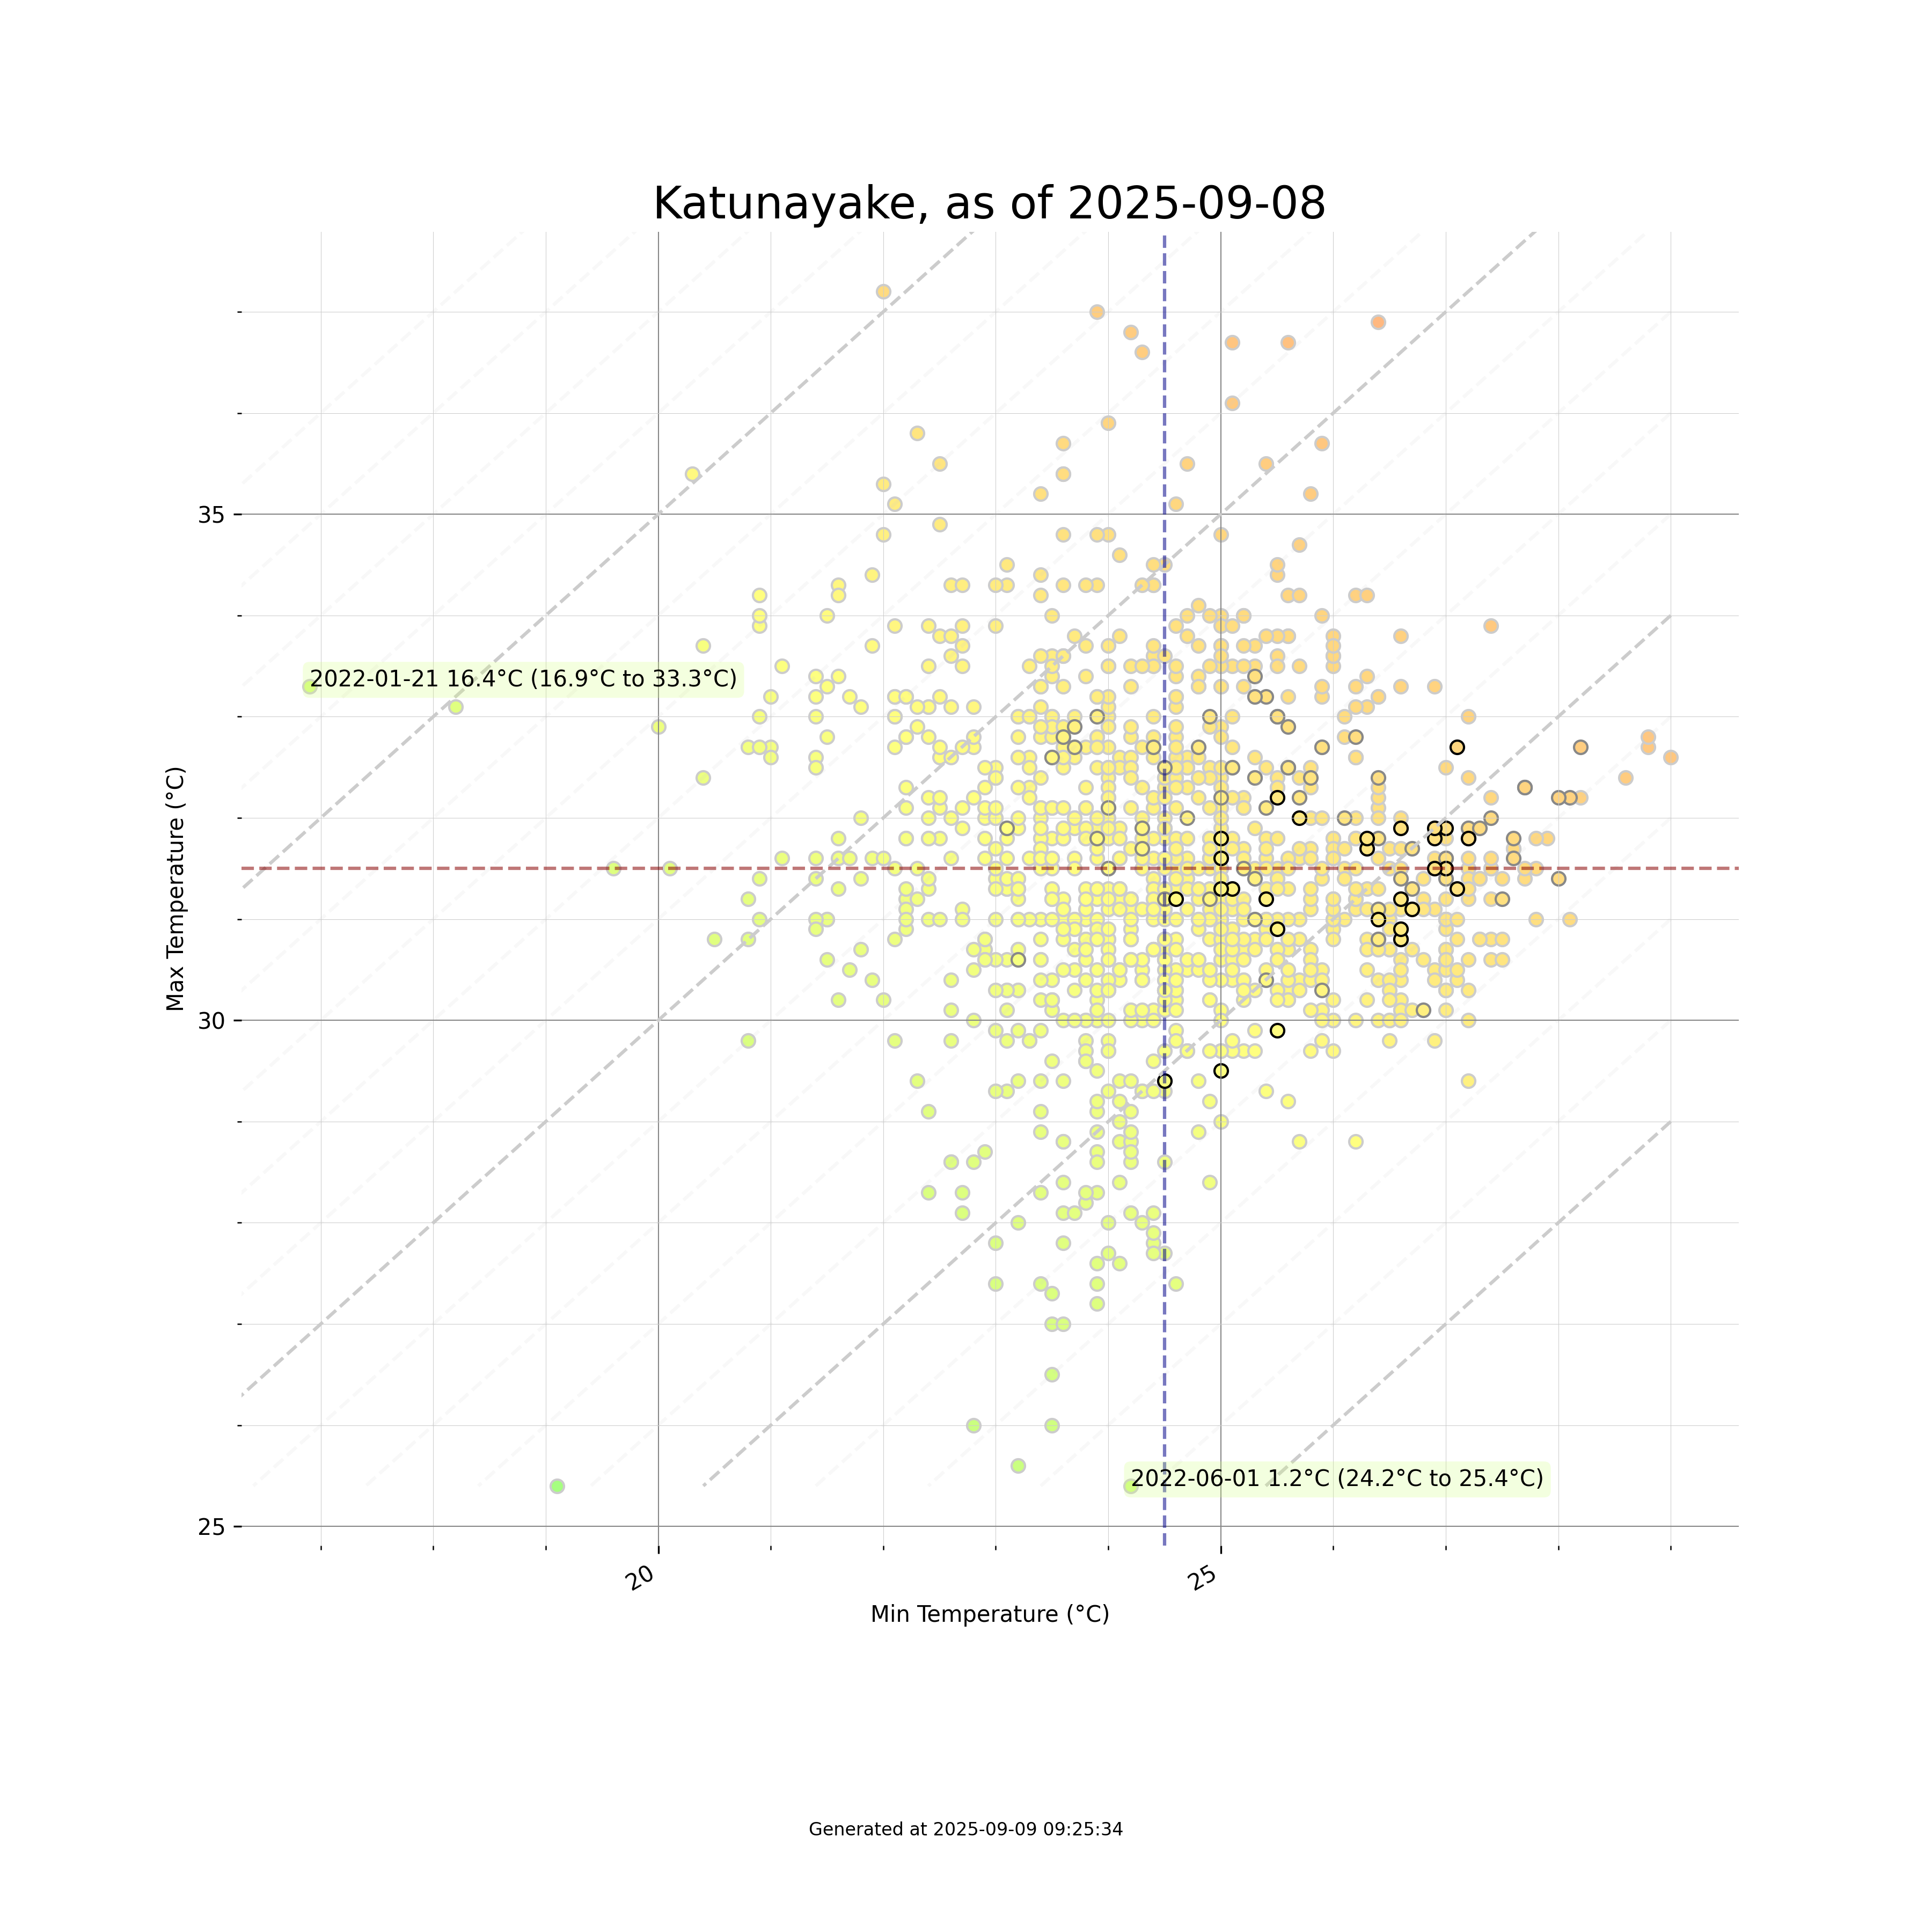 Katunayake, as of 2025-09-08
35
2022-01-21 16.4°C (16.9°C to 33.3°C)
Max Temperature (°C)
30
2022-06-01 1.2°C (24.2°C to 25.4°C)
25
20
25
Min Temperature (°C)
Generated at 2025-09-09 09:25:34